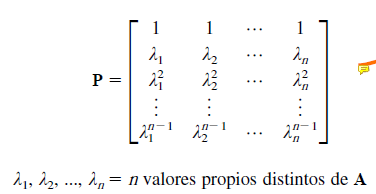 P = [ 1 1 ⋯ 1
λ₁ λ₂ ⋯ λₙ
λ₁² λ₂² ⋯ λₙ²
⋮ ⋮ ⋮
λ₁ⁿ⁻¹ λ₂ⁿ⁻¹ ⋯ λₙⁿ⁻¹ ]
λ₁, λ₂, ..., λₙ = n valores propios distintos de A